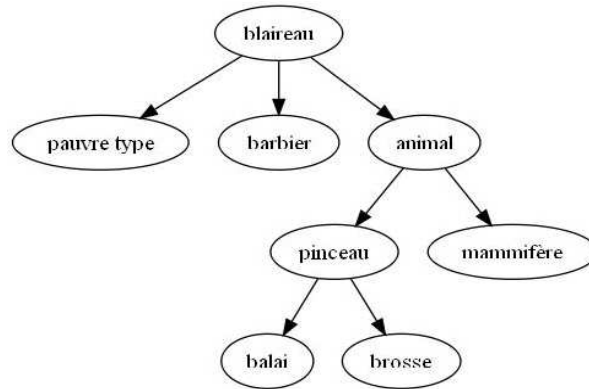 blaireau
pauvre type
barbier
animal
pinceau
mammifère
balai
brosse